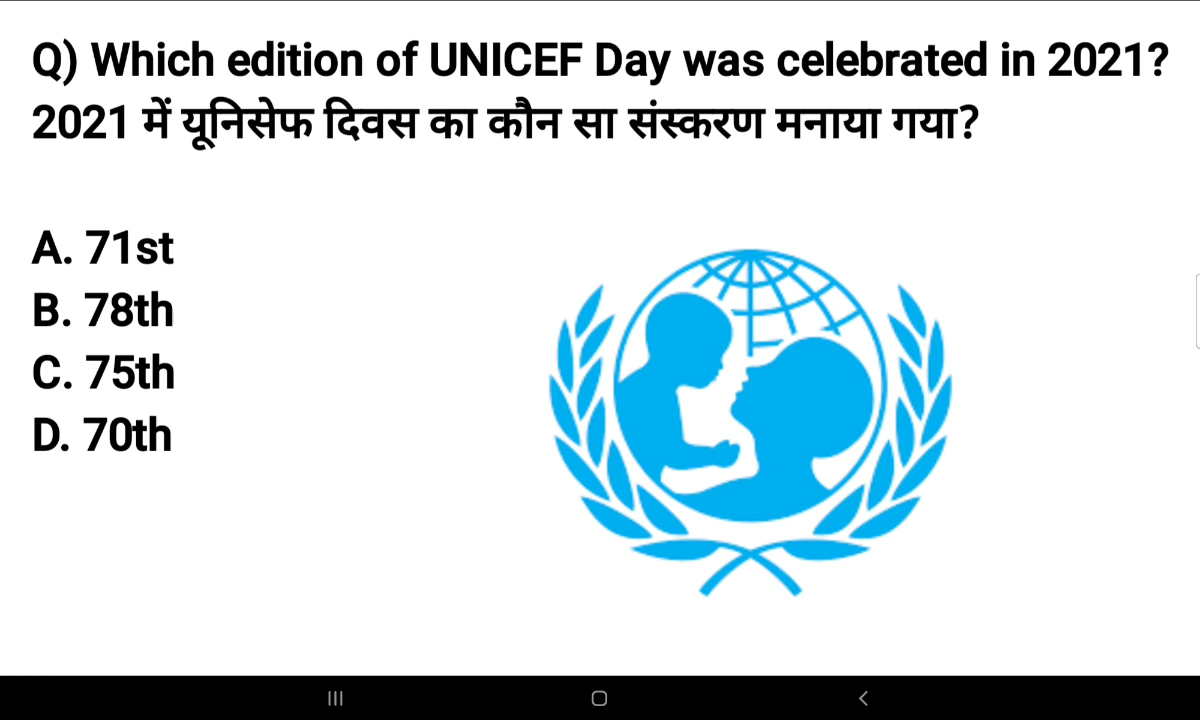 Q) Which edition of UNICEF Day was celebrated in 2021?
2021 में यूनिसेफ दिवस का कौन सा संस्करण मनाया गया?
A. 71st
B. 78th
C. 75th
D. 70th